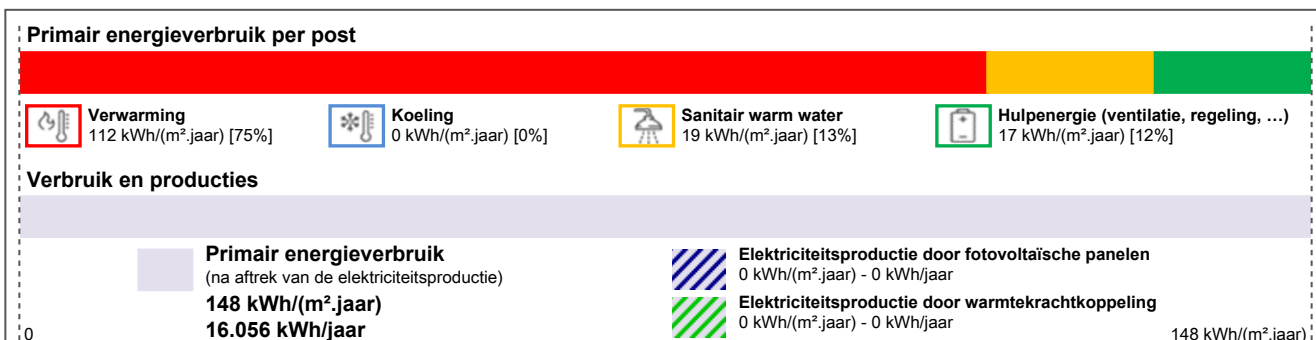 Primair energieverbruik per post
Verwarming
112 kWh/(m².jaar) [75%]
Koeling
0 kWh/(m².jaar) [0%]
Sanitair warm water
19 kWh/(m².jaar) [13%]
Hulpenergie (ventilatie, regeling, …)
17 kWh/(m².jaar) [12%]
Verbruik en producties
Primair energieverbruik
(na aftrek van de elektriciteitsproductie)
148 kWh/(m².jaar)
16.056 kWh/jaar
Elektriciteitsproductie door fotovoltaïsche panelen
0 kWh/(m².jaar) - 0 kWh/jaar
Elektriciteitsproductie door warmtekrachtkoppeling
0 kWh/(m².jaar) - 0 kWh/jaar
0
148 kWh/(m².jaar)